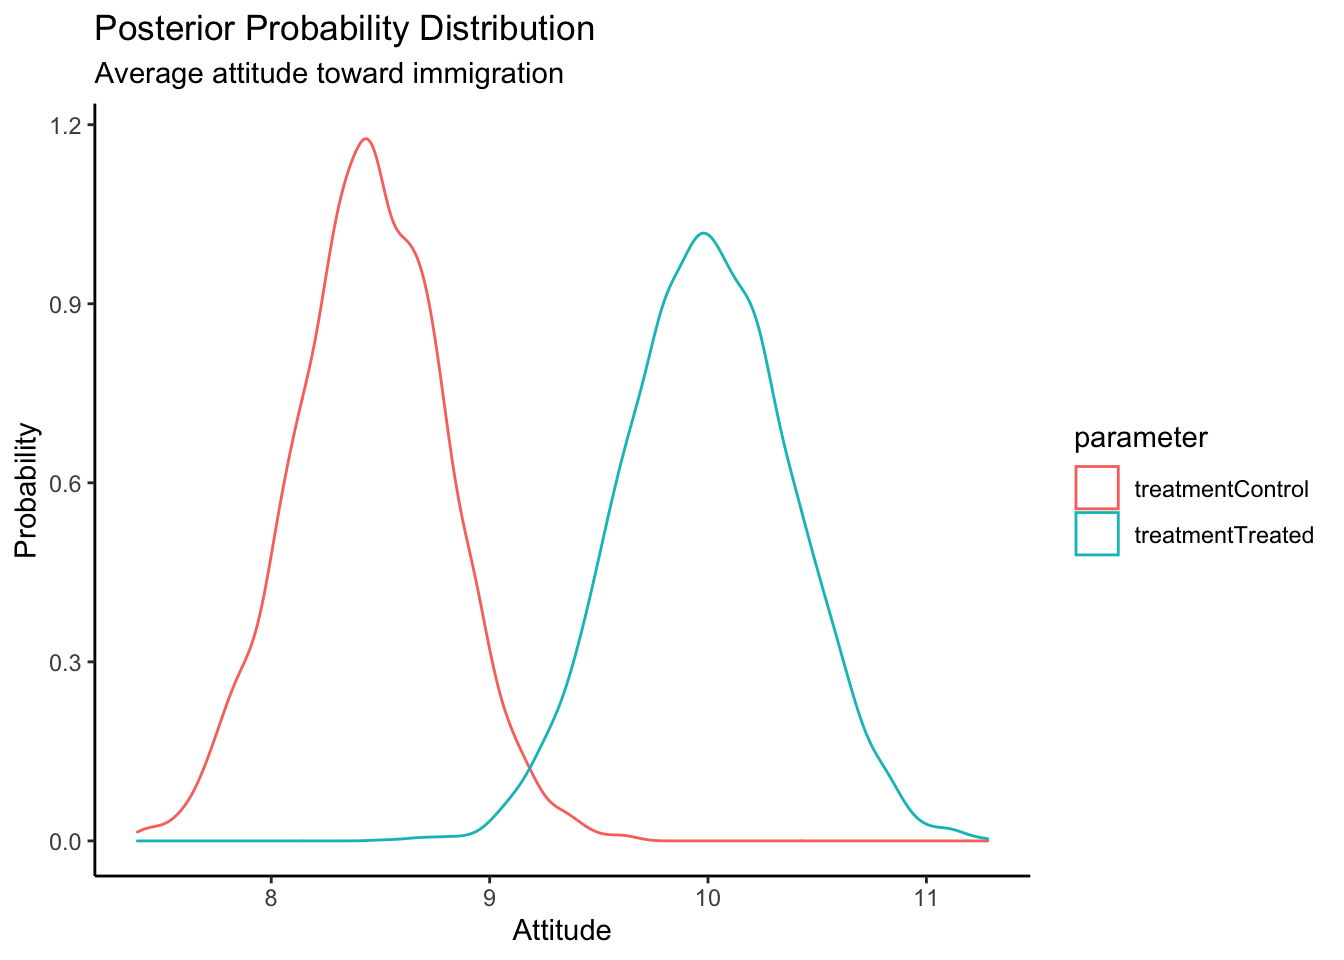 Posterior Probability Distribution
Average attitude toward immigration
1.2
0.9
0.6
0.3
0.0
Probability
8
9
10
11
Attitude
parameter
treatmentControl
treatmentTreated